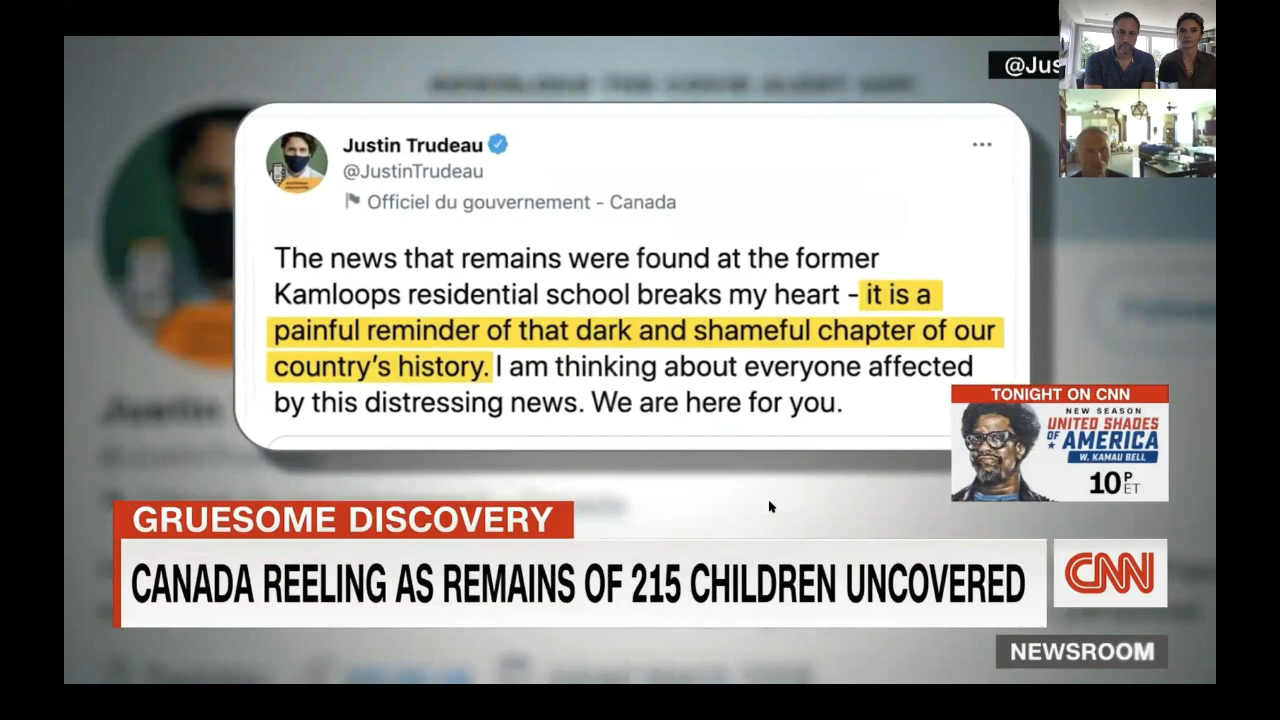 @Jus
Justin Trudeau
@JustinTrudeau
Officiel du gouvernement - Canada
The news that remains were found at the former
Kamloops residential school breaks my heart - it is a
painful reminder of that dark and shameful chapter of our
country's history. I am thinking about everyone affected
by this distressing news. We are here for you.
Justin
TONIGHT ON CNN
NEW SEASON
UNITED SHADES
OF AMERICA
W. KAMAU BELL
10P ET
GRUESOME DISCOVERY
CANADA REELING AS REMAINS OF 215 CHILDREN UNCOVERED
CNN
NEWSROOM